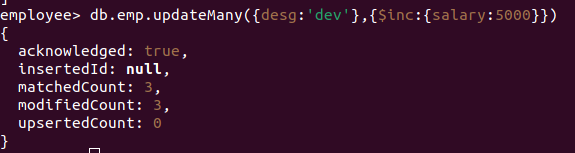 employee> db.emp.updateMany({desg:'dev'},{$inc:{salary:5000}})
{
  acknowledged: true,
  insertedId: null,
  matchedCount: 3,
  modifiedCount: 3,
  upsertedCount: 0
}